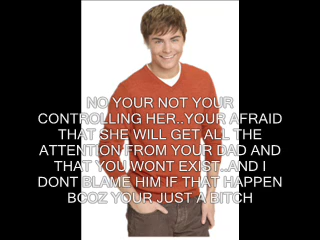 NO YOUR NOT YOUR
CONTROLLING HER..YOUR AFRAID
THAT SHE WILL GET ALL THE
ATTENTION FROM YOUR DAD AND
THAT YOU WONT EXIST..AND I
DONT BLAME HIM IF THAT HAPPEN
BCOZ YOUR JUST A BITCH